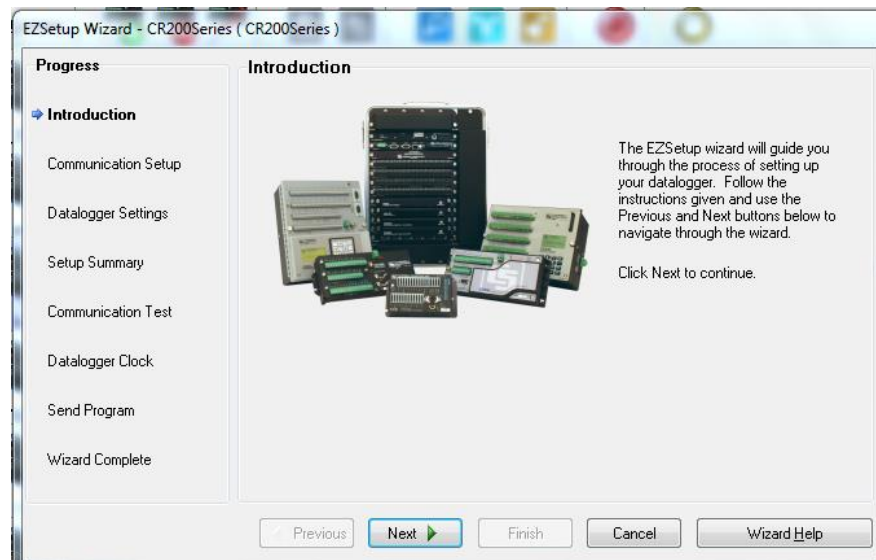 EZSetup Wizard - CR200Series ( CR200Series )
Progress
Introduction
Communication Setup
Datalogger Settings
Setup Summary
Communication Test
Datalogger Clock
Send Program
Wizard Complete
Introduction
The EZSetup wizard will guide you
through the process of setting up
your datalogger. Follow the
instructions given and use the
Previous and Next buttons below to
navigate through the wizard.
Click Next to continue.
Previous
Next
Finish
Cancel
Wizard Help